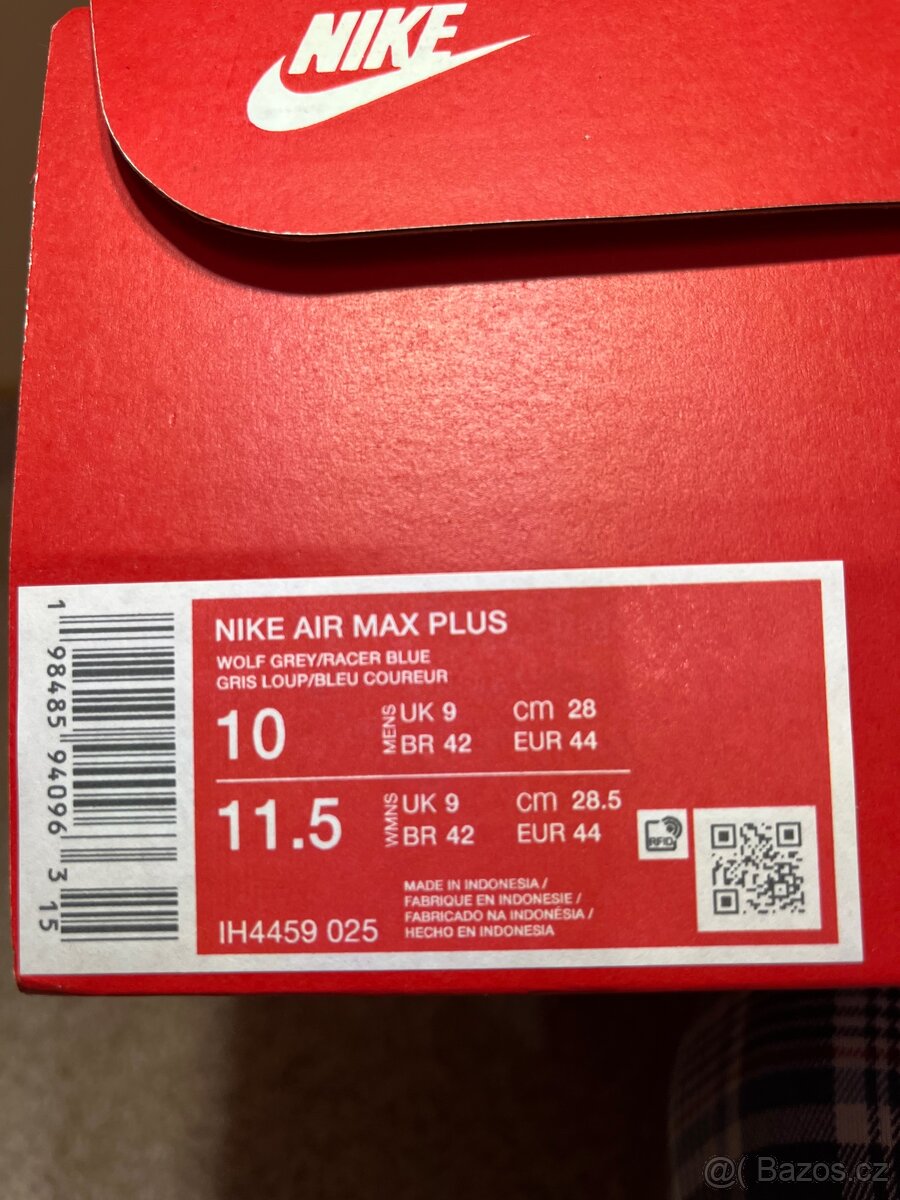 NIKE
NIKE AIR MAX PLUS
WOLF GREY/RACER BLUE
GRIS LOUP/BLEU COUREUR
10
MENS
UK 9 cm 28
BR 42 EUR 44
11.5
WMNS
UK 9 cm 28.5
BR 42 EUR 44
RFID
IH4459 025
MADE IN INDONESIA /
FABRIQUE EN INDONESIE /
FABRICADO NA INDONÉSIA /
HECHO EN INDONESIA
1 98485 94096 3 15
@( Bazos.cz